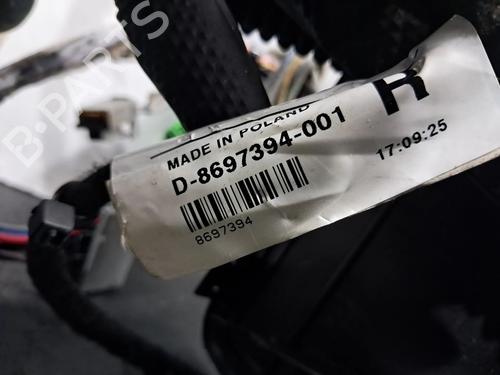 MADE IN POLAND
D-8697394-001
8697394
R
17:09:25
B-PARTS